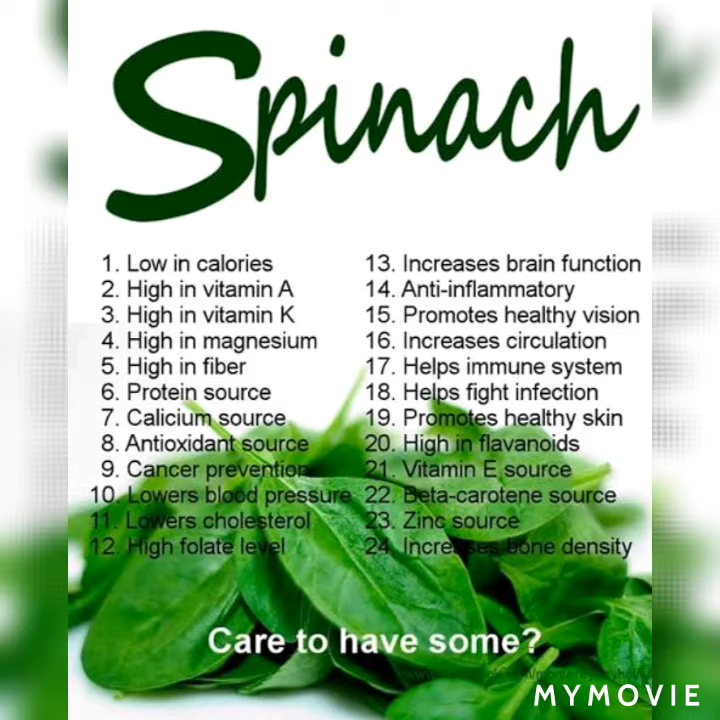 Spinach
1. Low in calories
2. High in vitamin A
3. High in vitamin K
4. High in magnesium
5. High in fiber
6. Protein source
7. Calicium source
8. Antioxidant source
9. Cancer prevention
10. Lowers blood pressure
11. Lowers cholesterol
12. High folate level
13. Increases brain function
14. Anti-inflammatory
15. Promotes healthy vision
16. Increases circulation
17. Helps immune system
18. Helps fight infection
19. Promotes healthy skin
20. High in flavanoids
21. Vitamin E source
22. Beta-carotene source
23. Zinc source
24. Increases bone density
Care to have some?
MYMOVIE